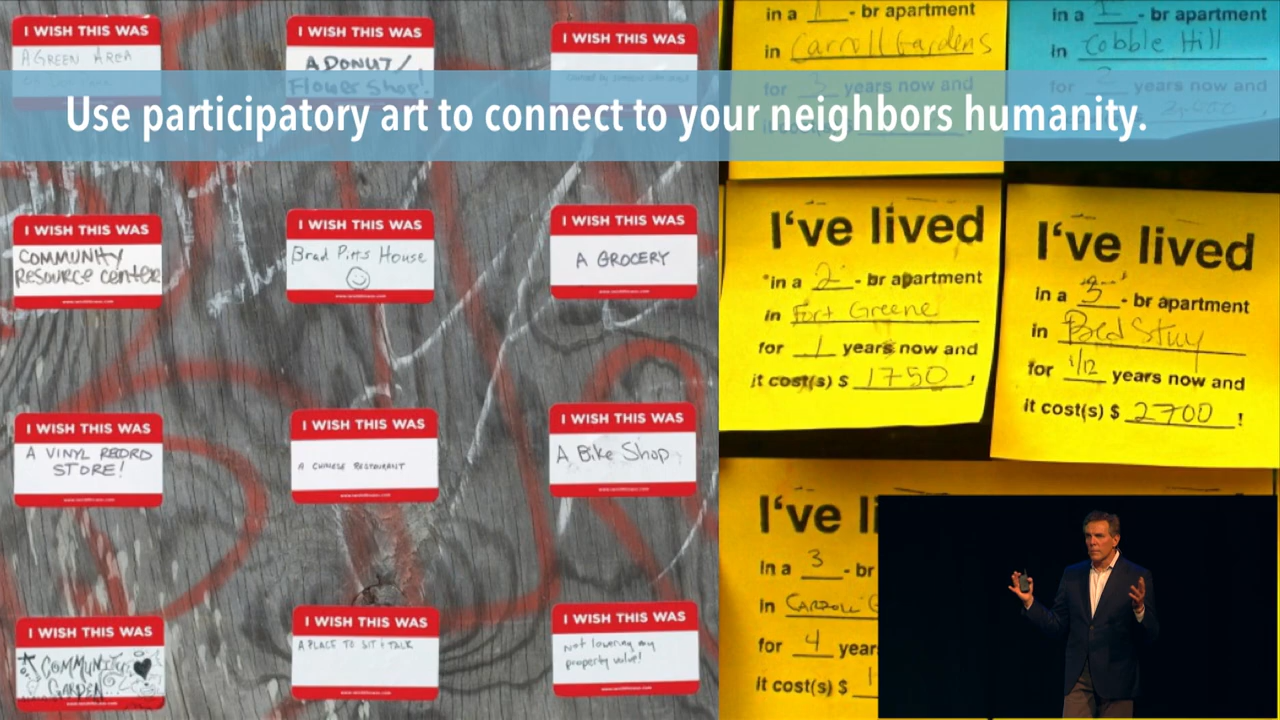 Use participatory art to connect to your neighbors humanity.
I WISH THIS WAS
A GREEN AREA
I WISH THIS WAS
A DONUT/
Flower Shop!
I WISH THIS WAS
I WISH THIS WAS
COMMUNITY
RESOURCE center
I WISH THIS WAS
Brad Pitts House
I WISH THIS WAS
A GROCERY
I WISH THIS WAS
A VINYL RECORD
STORE!
I WISH THIS WAS
A CHINESE RESTAURANT
I WISH THIS WAS
A Bike Shop
I WISH THIS WAS
COMMUNITY
GARDEN
I WISH THIS WAS
A PLACE TO SIT & TALK
I WISH THIS WAS
not lowering my
property value!
in a 1 - br apartment
in Carroll Gardens
for years now and
in a - br apartment
in Cobble Hill
for 2 years now and
I've lived
in a 2 - br apartment
in Fort Greene
for 1 years now and
it cost(s) $ 1750 !
I've lived
in a 3 - br apartment
in Bed Stuy
for 1/12 years now and
it cost(s) $ 2700 !
I've
in a 3 - br
in CARROLL
for 4
it cost(s) $